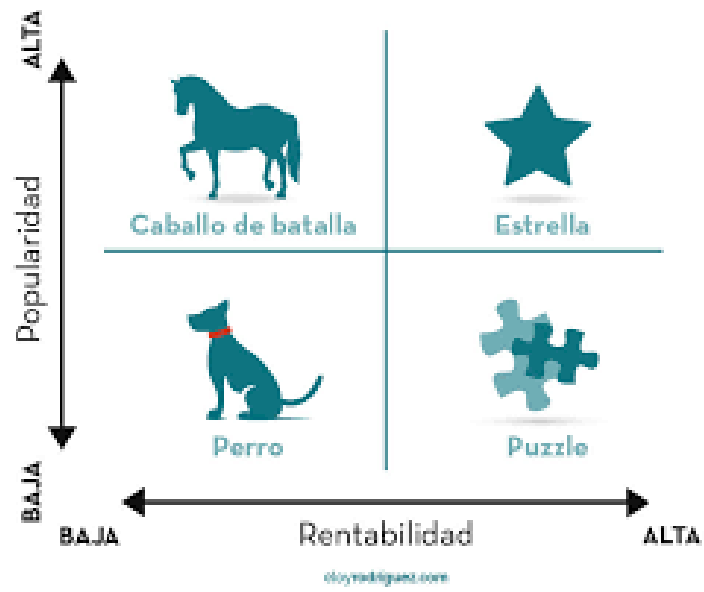 ALTA
Popularidad
Caballo de batalla
Estrella
Perro
Puzzle
BAJA
BAJA
Rentabilidad
ALTA
eloyrodriguez.com